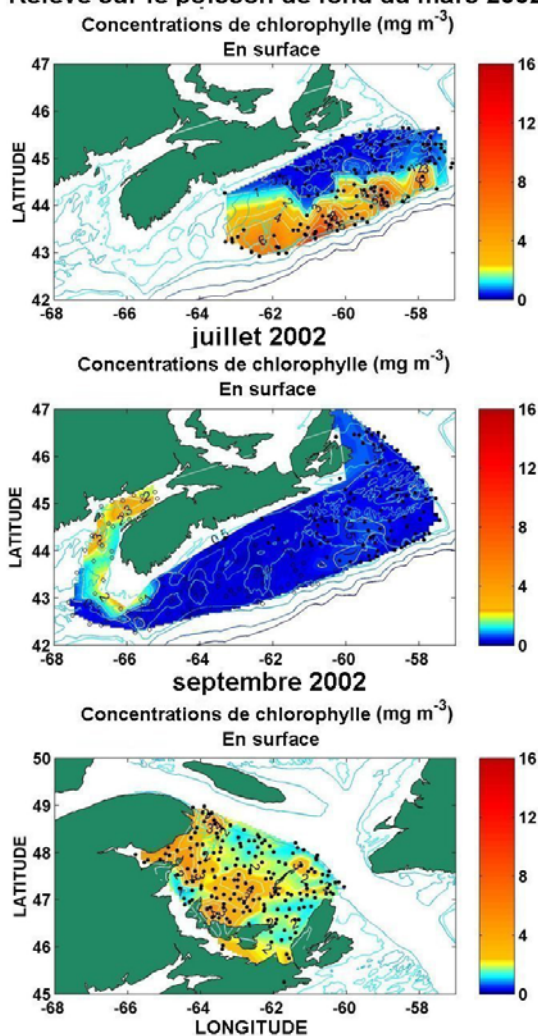 Relevé sur le poisson de fond du mars 2002
Concentrations de chlorophylle (mg m⁻³)
En surface
47
46
45
44
43
42
LATITUDE
-68 -66 -64 -62 -60 -58
16
12
8
4
0
juillet 2002
Concentrations de chlorophylle (mg m⁻³)
En surface
47
46
45
44
43
42
LATITUDE
-68 -66 -64 -62 -60 -58
16
12
8
4
0
septembre 2002
Concentrations de chlorophylle (mg m⁻³)
En surface
50
49
48
47
46
45
LATITUDE
-68 -66 -64 -62 -60 -58
LONGITUDE
16
12
8
4
0